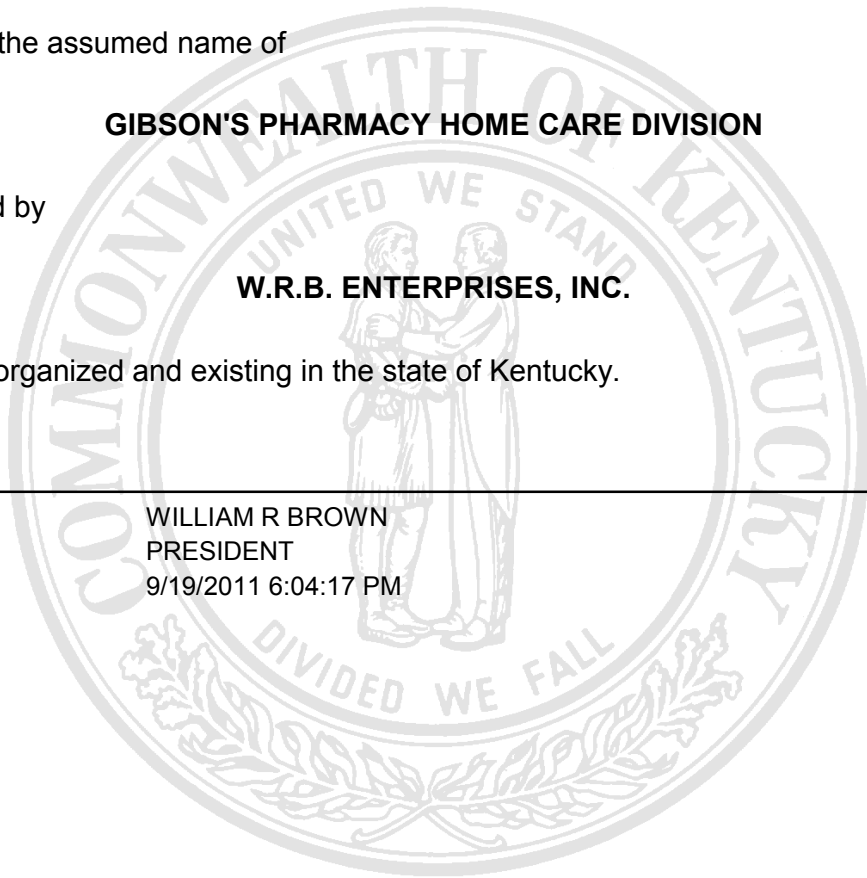 the assumed name of
GIBSON'S PHARMACY HOME CARE DIVISION
d by
W.R.B. ENTERPRISES, INC.
organized and existing in the state of Kentucky.
WILLIAM R BROWN
PRESIDENT
9/19/2011 6:04:17 PM
COMMONWEALTH OF KENTUCKY
UNITED WE STAND
DIVIDED WE FALL